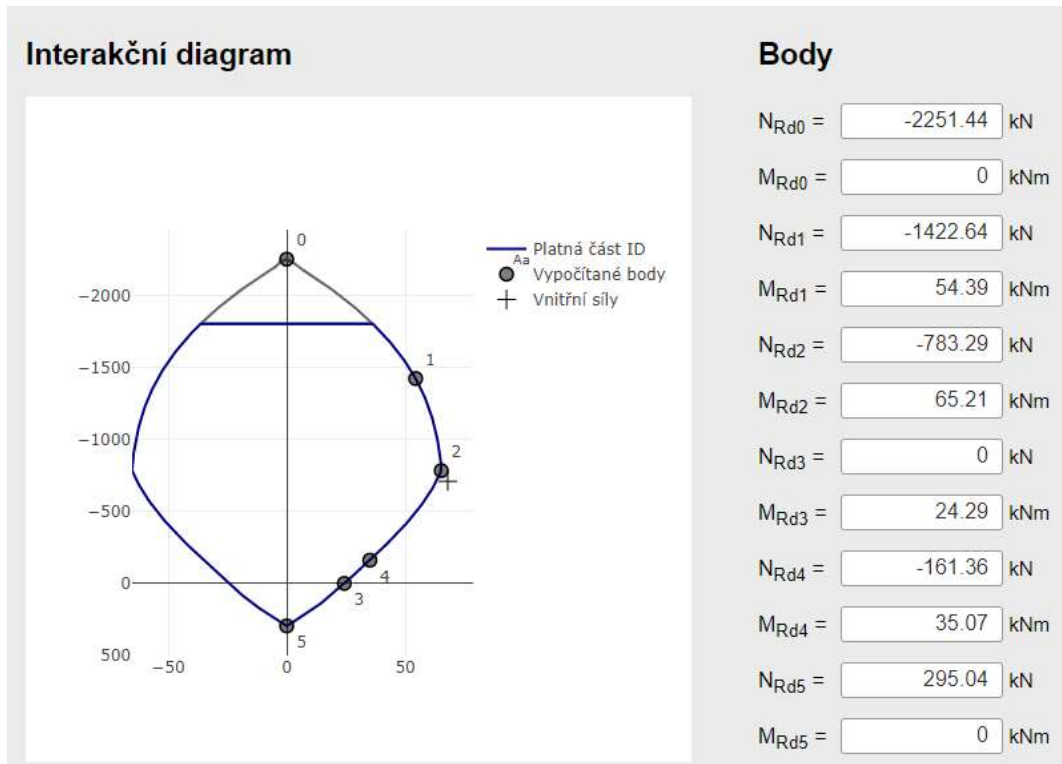 Interakční diagram
0
Platná část ID
Aa
Vypočítané body
Vnitřní síly
−2000
−1500
1
−1000
2
−500
4
0
3
5
500
−50
0
50
Body
NRd0 = -2251.44 kN
MRd0 = 0 kNm
NRd1 = -1422.64 kN
MRd1 = 54.39 kNm
NRd2 = -783.29 kN
MRd2 = 65.21 kNm
NRd3 = 0 kN
MRd3 = 24.29 kNm
NRd4 = -161.36 kN
MRd4 = 35.07 kNm
NRd5 = 295.04 kN
MRd5 = 0 kNm